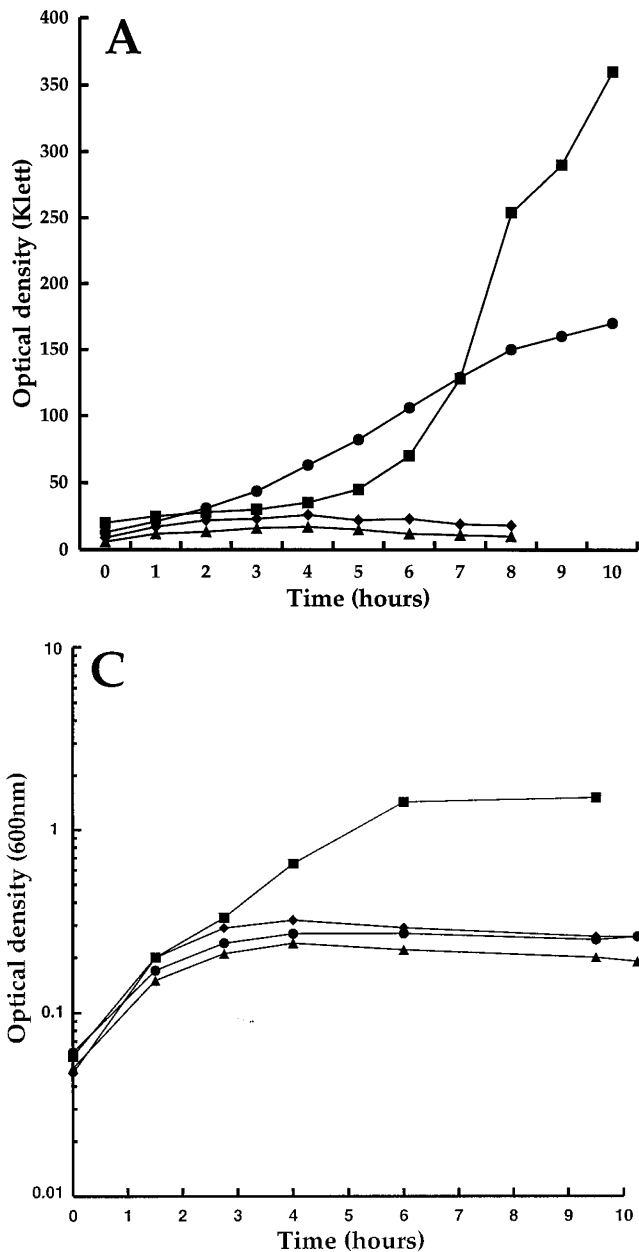 A
400
350
300
250
200
150
100
50
0
Optical density (Klett)
0 1 2 3 4 5 6 7 8 9 10
Time (hours)
C
10
1
0.1
0.01
Optical density (600nm)
0 1 2 3 4 5 6 7 8 9 10
Time (hours)